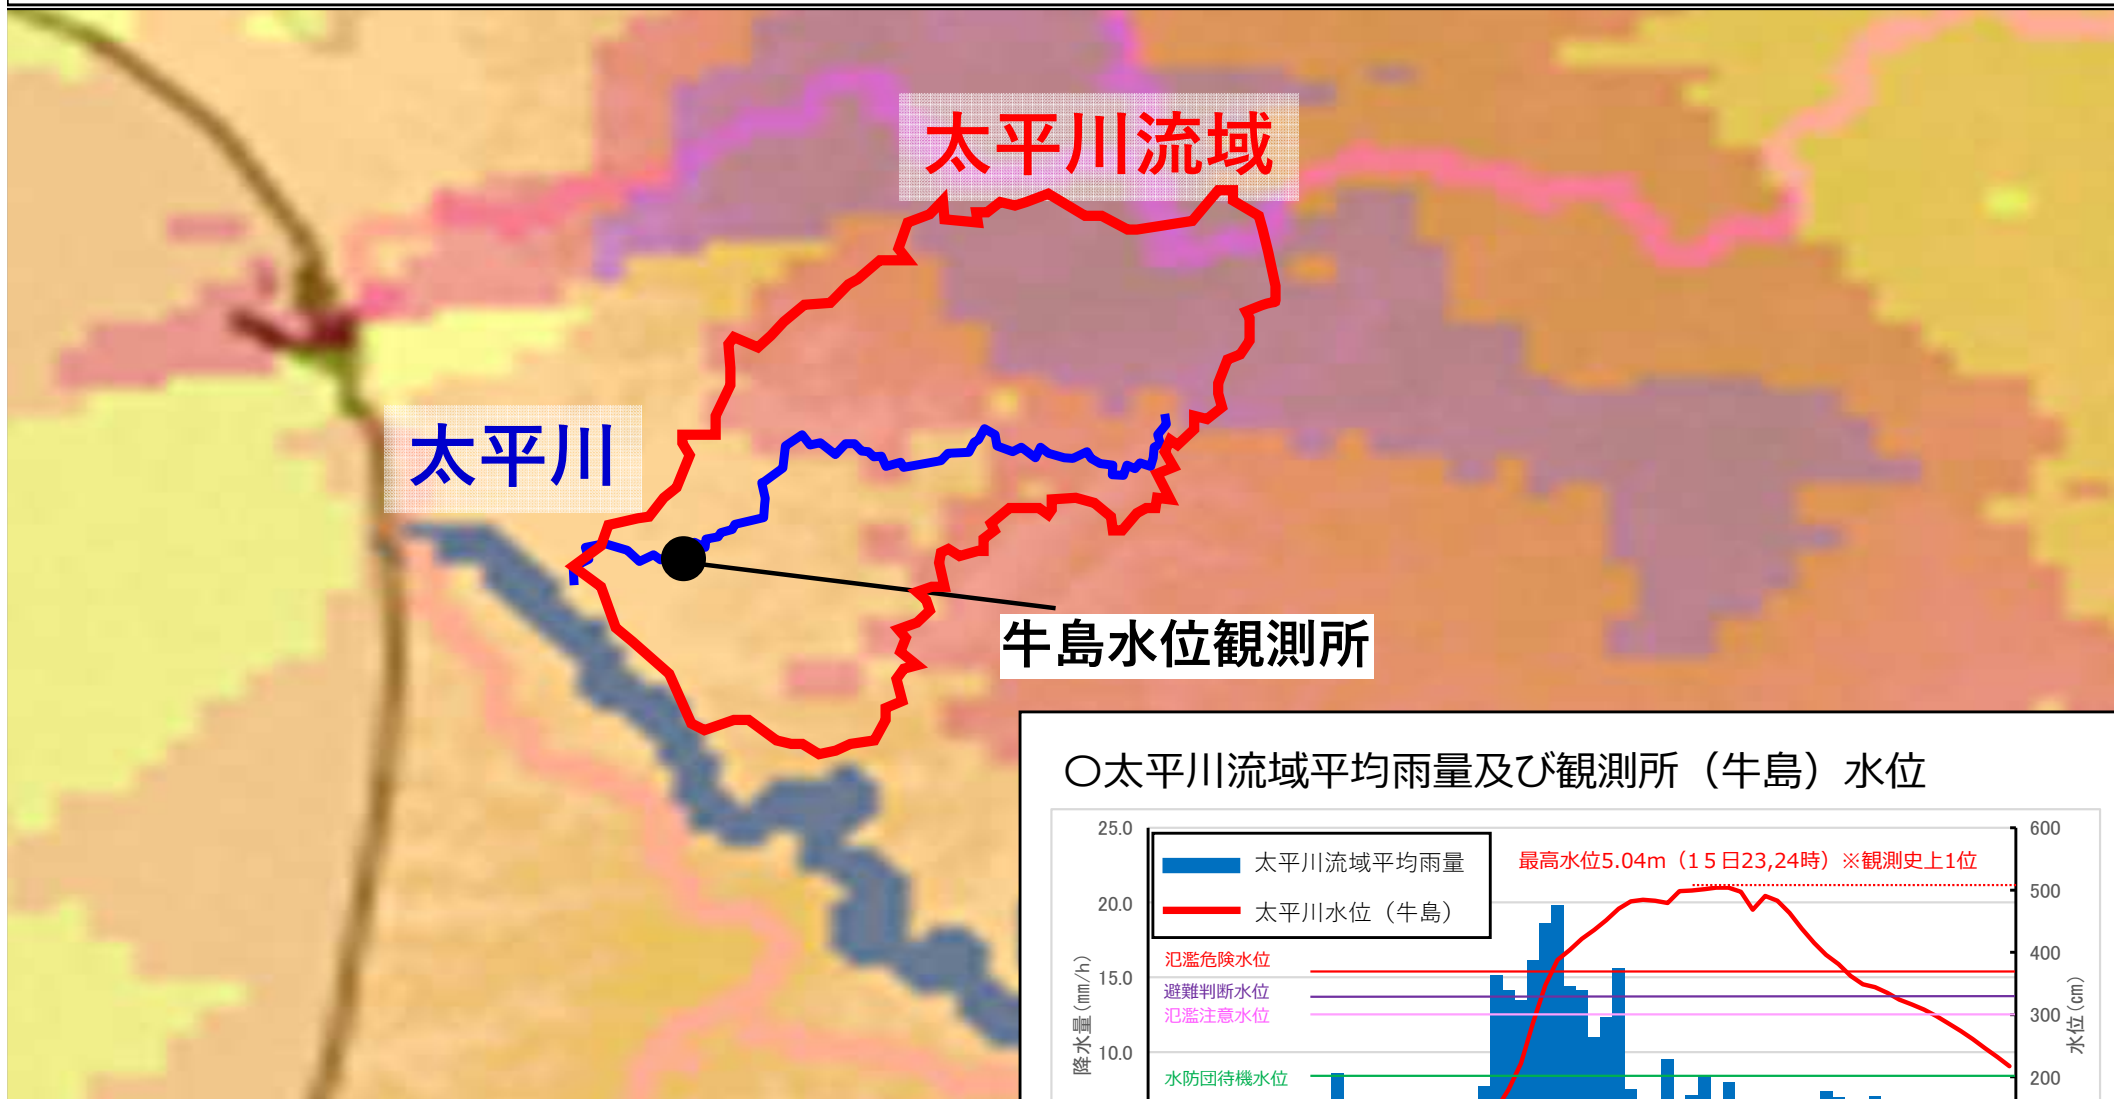 太平川流域
太平川
牛島水位観測所
〇太平川流域平均雨量及び観測所（牛島）水位
25.0
20.0
15.0
10.0
降水量(mm/h)
太平川流域平均雨量
太平川水位（牛島）
最高水位5.04m（１５日23,24時）※観測史上1位
氾濫危険水位
避難判断水位
氾濫注意水位
水防団待機水位
600
500
400
300
200
水位(cm)